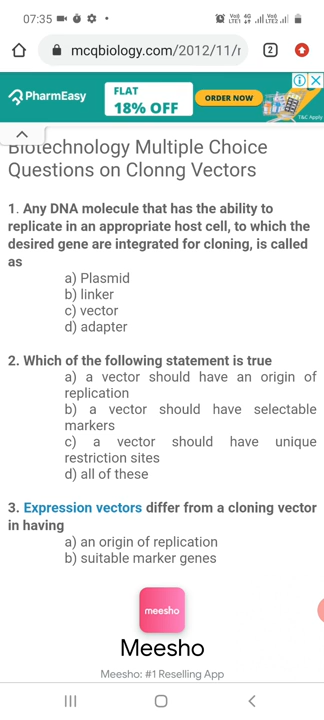 07:35
Vo) 4G Vo)
LTE1 LTE2
mcqbiology.com/2012/11/r
2
PharmEasy
FLAT
18% OFF
ORDER NOW
T&C Apply
Biotechnology Multiple Choice
Questions on Clonng Vectors
1. Any DNA molecule that has the ability to
replicate in an appropriate host cell, to which the
desired gene are integrated for cloning, is called
as
a) Plasmid
b) linker
c) vector
d) adapter
2. Which of the following statement is true
a) a vector should have an origin of
replication
b) a vector should have selectable
markers
c) a vector should have unique
restriction sites
d) all of these
3. Expression vectors differ from a cloning vector
in having
a) an origin of replication
b) suitable marker genes
meesho
Meesho
Meesho: #1 Reselling App